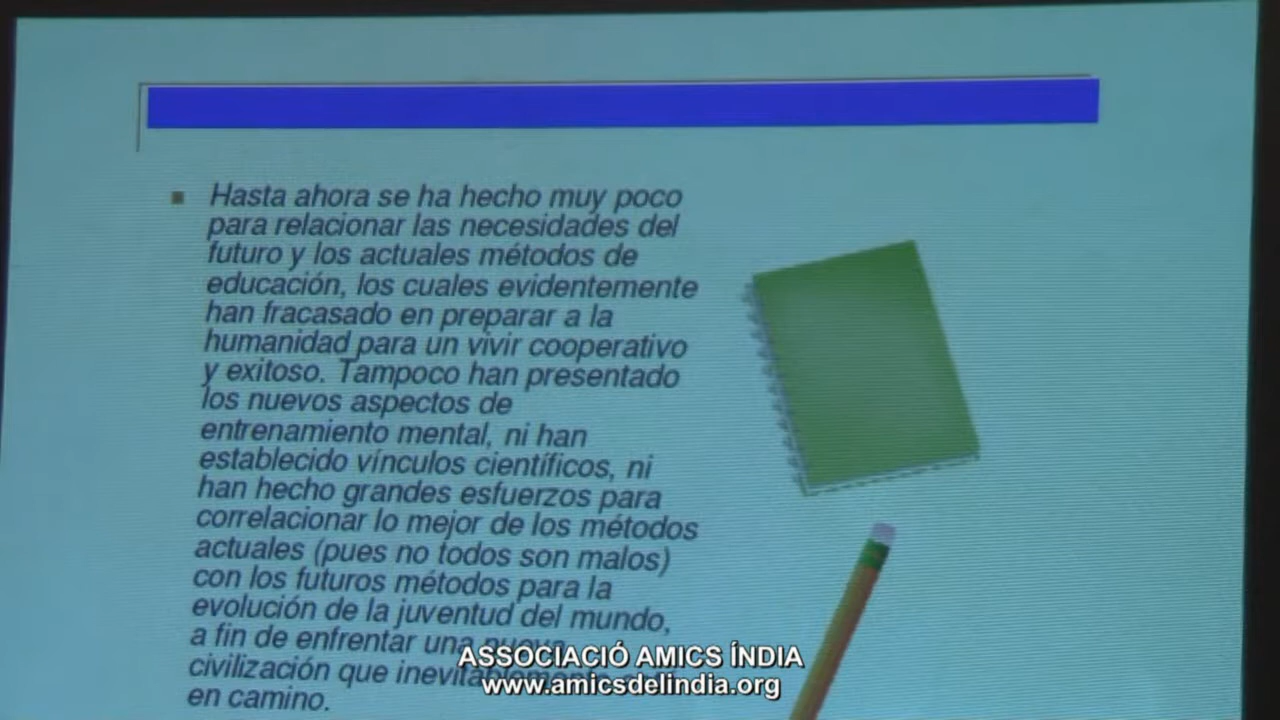 Hasta ahora se ha hecho muy poco
para relacionar las necesidades del
futuro y los actuales métodos de
educación, los cuales evidentemente
han fracasado en preparar a la
humanidad para un vivir cooperativo
y exitoso. Tampoco han presentado
los nuevos aspectos de
entrenamiento mental, ni han
establecido vínculos científicos, ni
han hecho grandes esfuerzos para
correlacionar lo mejor de los métodos
actuales (pues no todos son malos)
con los futuros métodos para la
evolución de la juventud del mundo,
a fin de enfrentar una nueva
civilización que inevitablemente
en camino.
ASSOCIACIÓ AMICS ÍNDIA
www.amicsdelindia.org